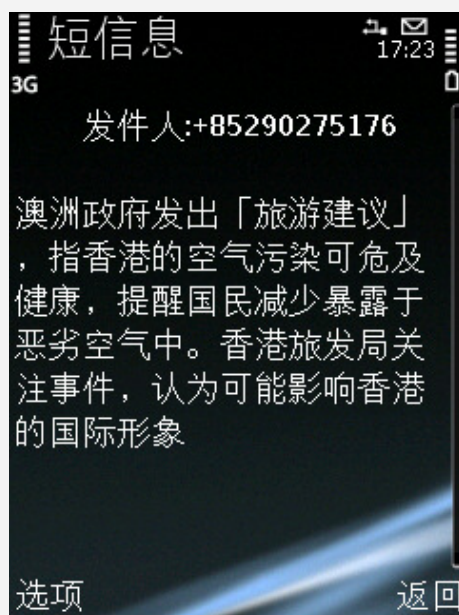 短信息
17:23
3G
发件人:+85290275176
澳洲政府发出「旅游建议」
，指香港的空气污染可危及
健康，提醒国民减少暴露于
恶劣空气中。香港旅发局关
注事件，认为可能影响香港
的国际形象
选项
返回